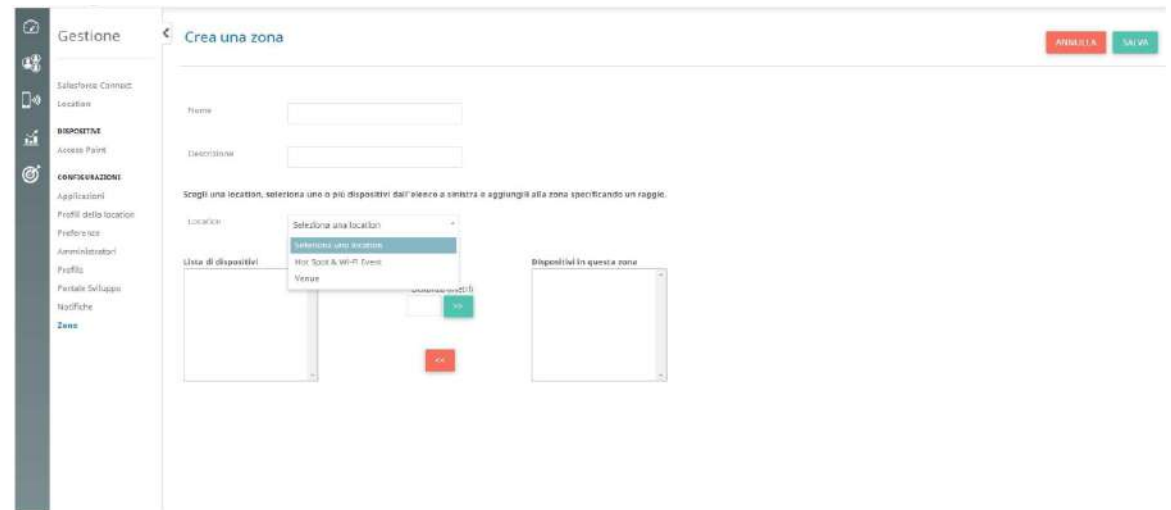 Gestione
Crea una zona
ANNULLA
SALVA
Salesforce Connect
Location
DISPOSITIVI
Access Point
CONFIGURAZIONI
Applicazioni
Profili della location
Preferenze
Amministratori
Profilo
Portale Sviluppo
Notifiche
Zone
Nome
Descrizione
Scegli una location, seleziona uno o più dispositivi dall'elenco a sinistra e aggiungili alla zona specificando un raggio.
Location
Seleziona una location
Seleziona una location
Hot Spot & Wi-Fi Event
Venue
Lista di dispositivi
Dispositivi in questa zona
>>
<<